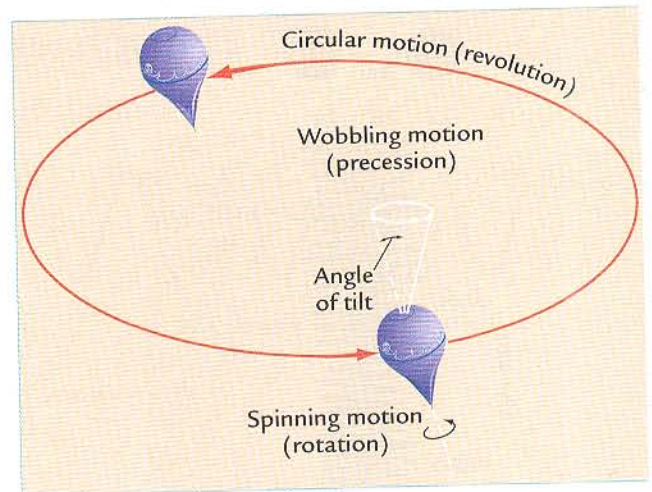 Circular motion (revolution)
Wobbling motion
(precession)
Angle
of tilt
Spinning motion
(rotation)